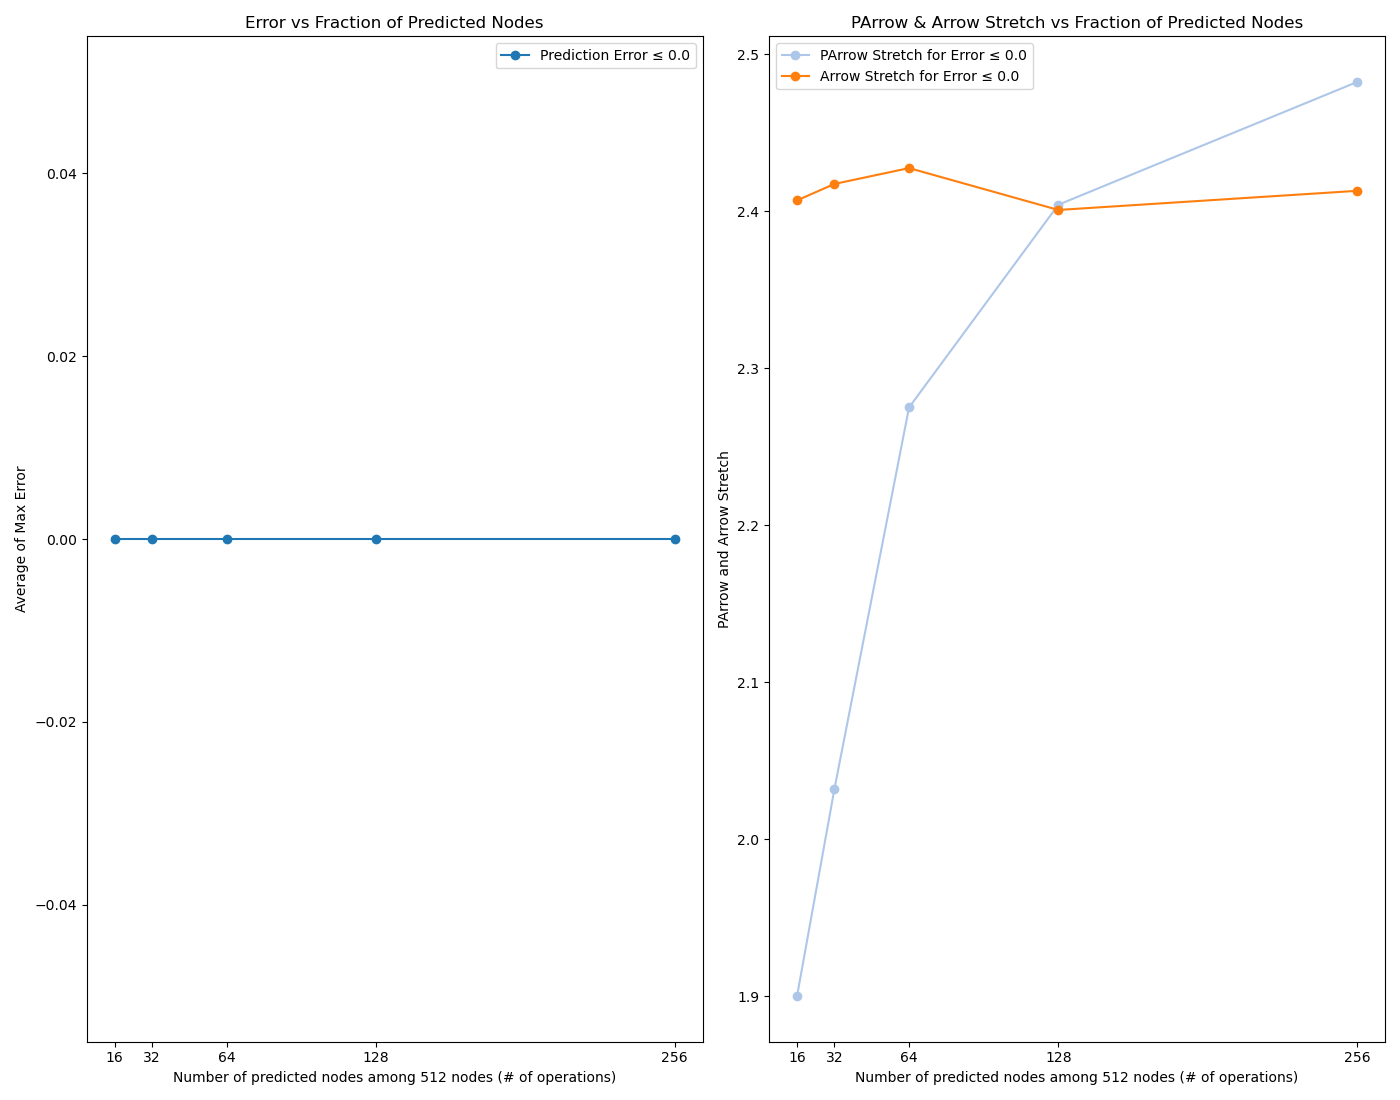 Error vs Fraction of Predicted Nodes
Prediction Error ≤ 0.0
0.04
0.02
0.00
−0.02
−0.04
Average of Max Error
16 32 64 128 256
Number of predicted nodes among 512 nodes (# of operations)
PArrow & Arrow Stretch vs Fraction of Predicted Nodes
PArrow Stretch for Error ≤ 0.0
Arrow Stretch for Error ≤ 0.0
2.5
2.4
2.3
2.2
2.1
2.0
1.9
PArrow and Arrow Stretch
16 32 64 128 256
Number of predicted nodes among 512 nodes (# of operations)